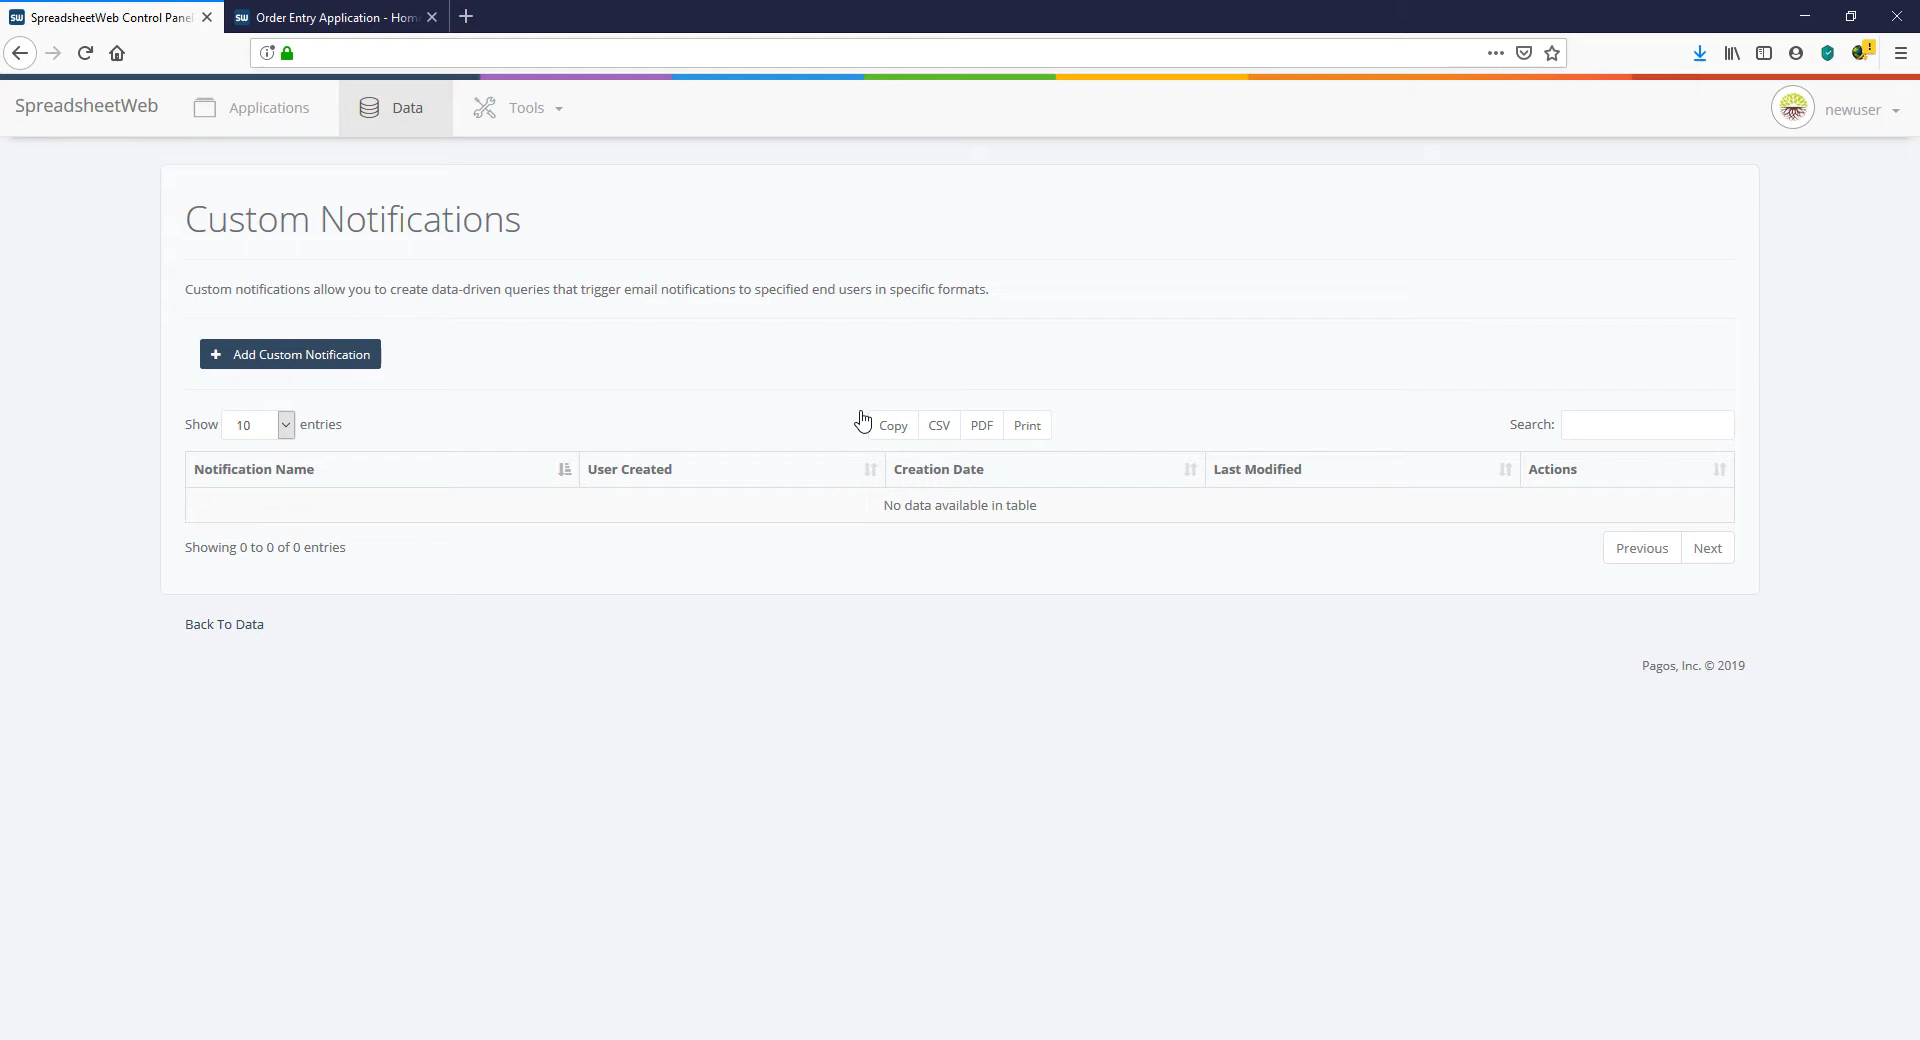 SpreadsheetWeb Control Pane
Order Entry Application - Hom
SpreadsheetWeb
Applications
Data
Tools
newuser
Custom Notifications
Custom notifications allow you to create data-driven queries that trigger email notifications to specified end users in specific formats.
+ Add Custom Notification
Show 10 entries
Copy CSV PDF Print
Search:
Notification Name User Created Creation Date Last Modified Actions
No data available in table
Showing 0 to 0 of 0 entries
Previous Next
Back To Data
Pagos, Inc. © 2019